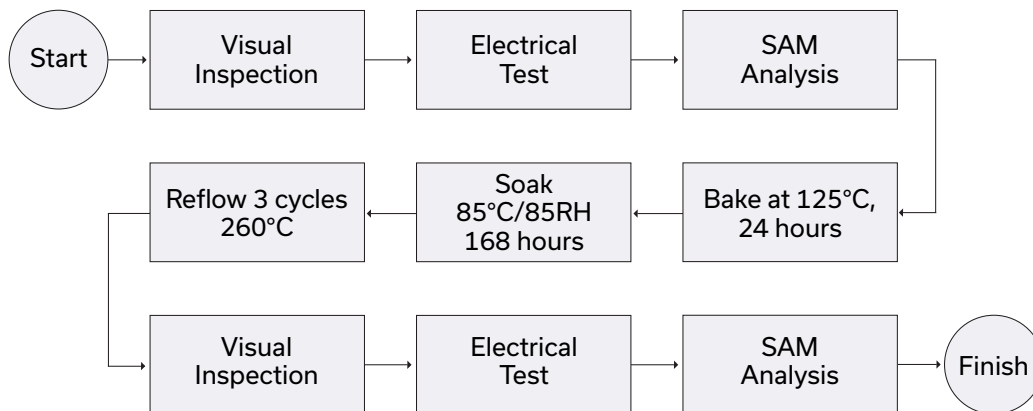 Start
Visual
Inspection
Electrical
Test
SAM
Analysis
Reflow 3 cycles
260°C
Soak
85°C/85RH
168 hours
Bake at 125°C,
24 hours
Visual
Inspection
Electrical
Test
SAM
Analysis
Finish